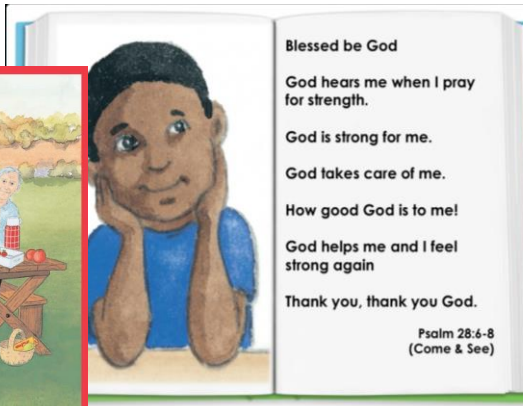 Blessed be God
God hears me when I pray
for strength.
God is strong for me.
God takes care of me.
How good God is to me!
God helps me and I feel
strong again
Thank you, thank you God.
Psalm 28:6-8
(Come & See)